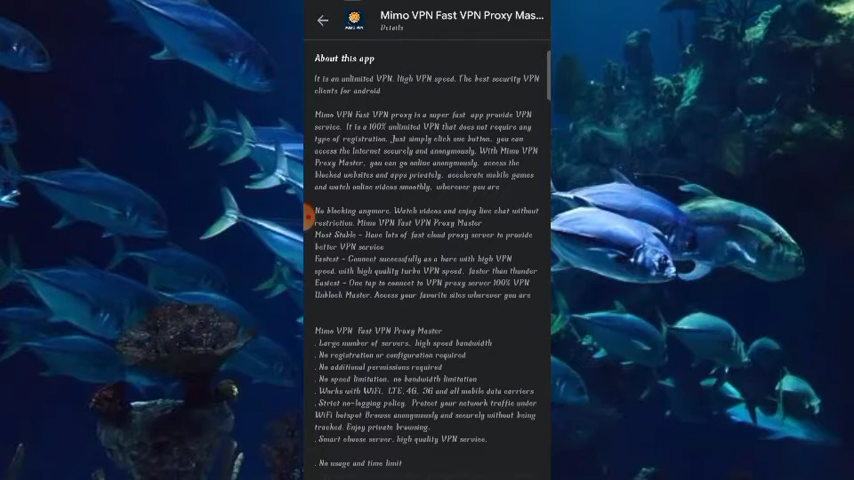 Mimo VPN Fast VPN Proxy Mas...
Details
About this app
It is an unlimited VPN. High VPN speed. The best security VPN
clients for android
Mimo VPN Fast VPN proxy is a super fast app provide VPN
service. It is a 100% unlimited VPN that does not require any
type of registration. Just simply click one button, you can
access the Internet securely and anonymously. With Mimo VPN
Proxy Master, you can go online anonymously, access the
blocked websites and apps privately, accelerate mobile games
and watch online videos smoothly, wherever you are
No blocking anymore. Watch videos and enjoy live chat without
restriction. Mimo VPN Fast VPN Proxy Master
Most Stable - Have lots of fast cloud proxy server to provide
better VPN service
Fastest - Connect successfully as a hare with high VPN
speed. with high quality turbo VPN speed, faster than thunder
Easiest - One tap to connect to VPN proxy server 100% VPN
Unblock Master. Access your favorite sites wherever you are
Mimo VPN Fast VPN Proxy Master
. Large number of servers, high speed bandwidth
. No registration or configuration required
. No additional permissions required
. No speed limitation, no bandwidth limitation
. Works with WiFi, LTE, 4G, 3G and all mobile data carriers
. Strict no-logging policy. Protect your network traffic under
WiFi hotspot Browse anonymously and securely without being
tracked. Enjoy private browsing.
. Smart choose server, high quality VPN service.
. No usage and time limit